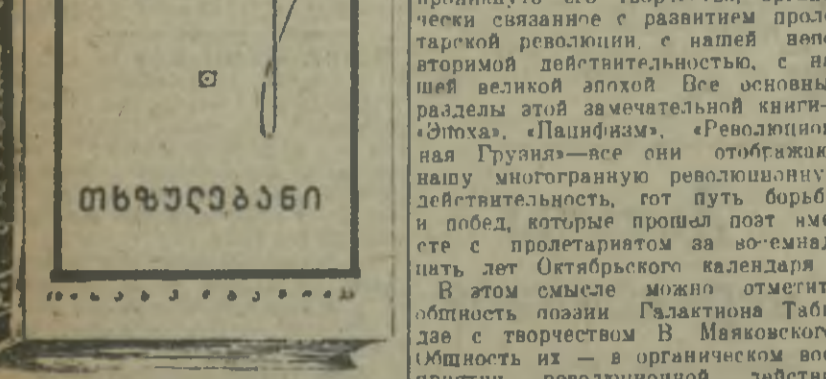 თხზულებანი
чески связанное с развитием проле
тарской революции, с нашей непо
вторимой действительностью, с на
шей великой эпохой Все основны
разделы этой замечательной книги-
«Эпоха», «Пацифизм», «Революцион
ная Грузия»—все они отображаю
нашу многогранную революционну
действительность, тот путь борьб
и побед, которые прошел поэт вме
сте с пролетариатом за восемнад
цать лет Октябрьского календаря
В этом смысле можно отметит
общность поэзии Галактиона Таби
дзе с творчеством В Маяковског
Общность их — в органическом вос